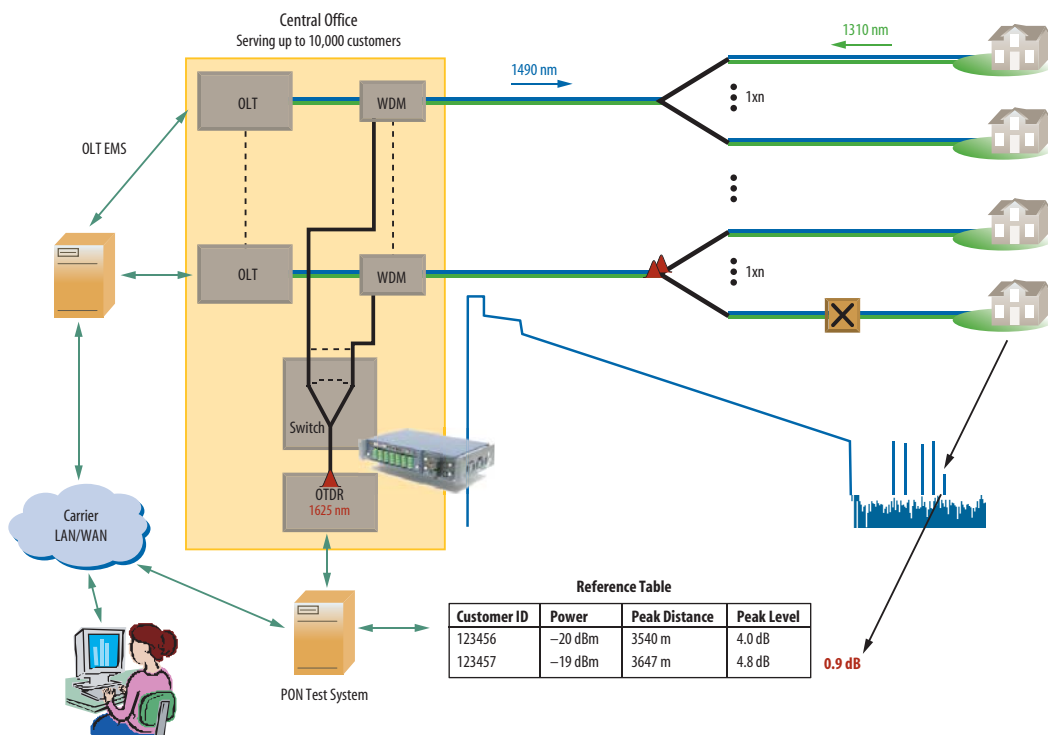 Central Office
Serving up to 10,000 customers
1310 nm
1490 nm
OLT
WDM
1xn
OLT EMS
OLT
WDM
1xn
Switch
OTDR
1625 nm
Carrier
LAN/WAN
PON Test System
Reference Table
Customer ID Power Peak Distance Peak Level
123456 –20 dBm 3540 m 4.0 dB
123457 –19 dBm 3647 m 4.8 dB
0.9 dB